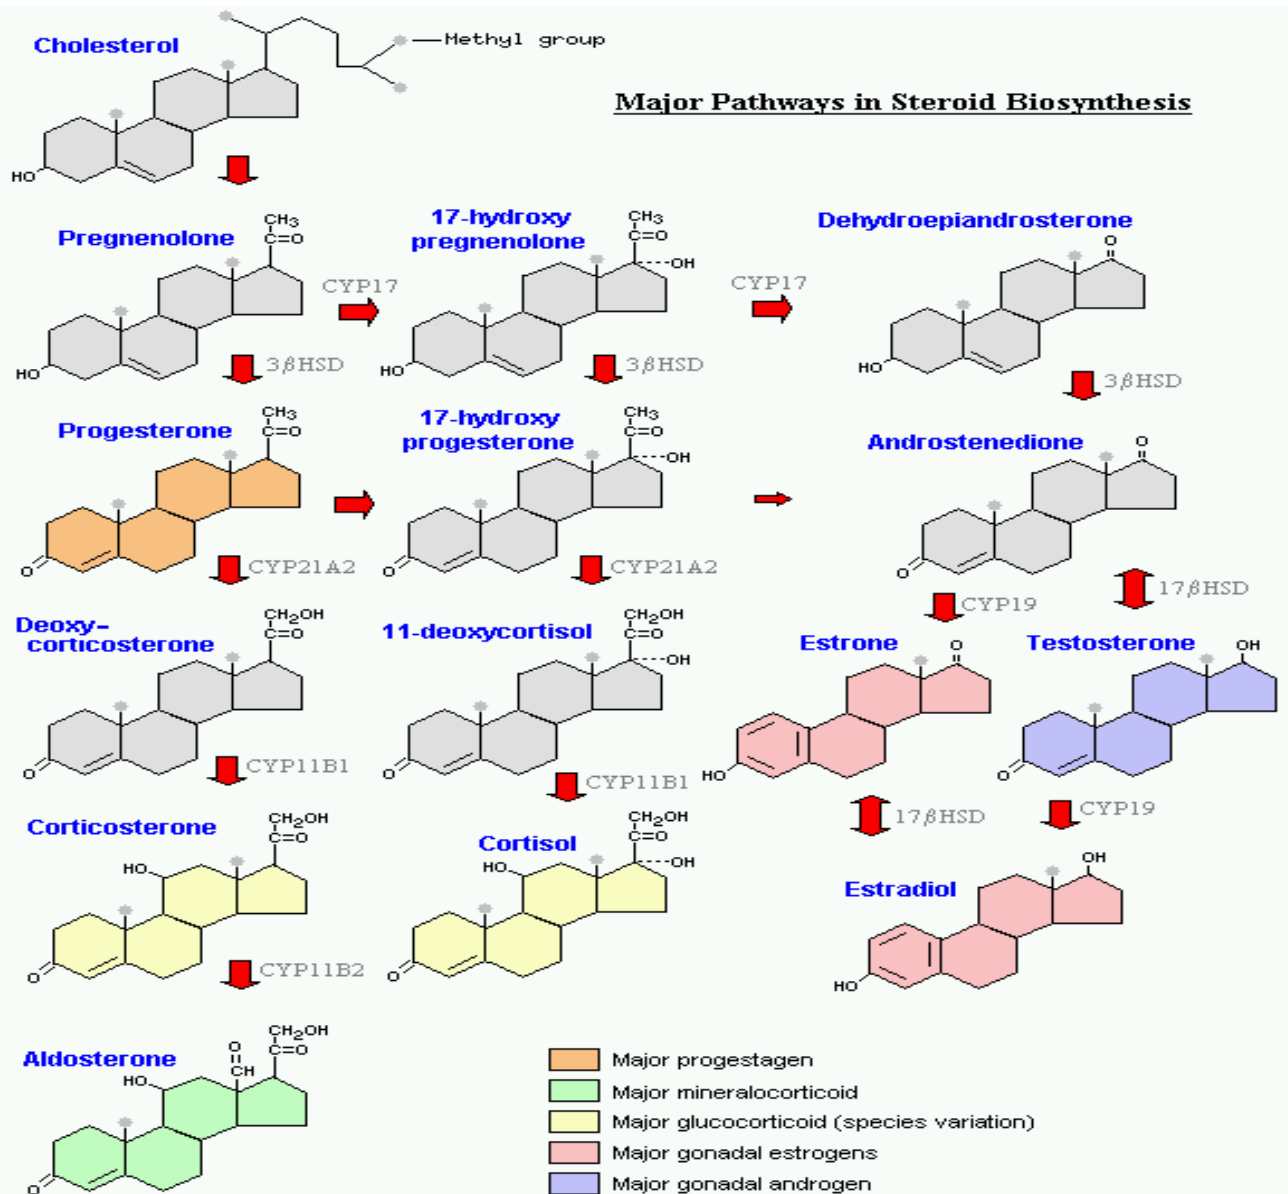 Cholesterol
Methyl group
Major Pathways in Steroid Biosynthesis
HO
Pregnenolone
CH3
C=O
HO
CYP17
17-hydroxy
pregnenolone
CH3
C=O
OH
HO
CYP17
Dehydroepiandrosterone
O
HO
3βHSD
3βHSD
3βHSD
Progesterone
CH3
C=O
O
17-hydroxy
progesterone
CH3
C=O
OH
O
Androstenedione
O
O
CYP21A2
CYP21A2
CYP19
17βHSD
Deoxy-
corticosterone
CH2OH
C=O
O
11-deoxycortisol
CH2OH
C=O
OH
O
Estrone
O
HO
Testosterone
OH
O
CYP11B1
CYP11B1
17βHSD
CYP19
Corticosterone
CH2OH
C=O
HO
O
Cortisol
CH2OH
C=O
OH
HO
O
Estradiol
OH
HO
CYP11B2
Aldosterone
CH2OH
C=O
O
CH
HO
O
Major progestagen
Major mineralocorticoid
Major glucocorticoid (species variation)
Major gonadal estrogens
Major gonadal androgen